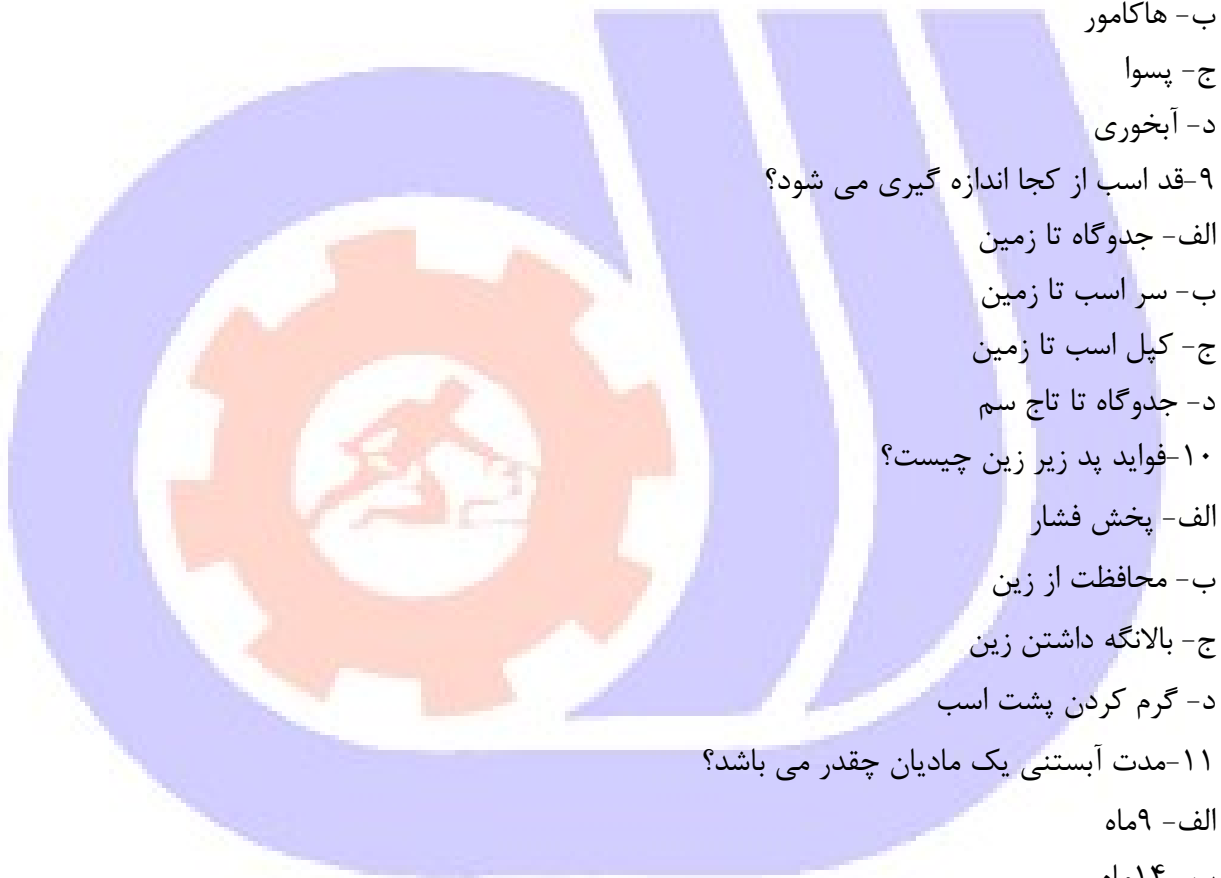 ب- هاکامور
ج- پسوا
د- آبخوری
۹-قد اسب از کجا اندازه گیری می شود؟
الف- جدوگاه تا زمین
ب- سر اسب تا زمین
ج- کپل اسب تا زمین
د- جدوگاه تا تاج سم
۱۰-فواید پد زیر زین چیست؟
الف- پخش فشار
ب- محافظت از زین
ج- بالانگه داشتن زین
د- گرم کردن پشت اسب
۱۱-مدت آبستنی یک مادیان چقدر می باشد؟
الف- ۹ماه
ب- ۱۴ماه